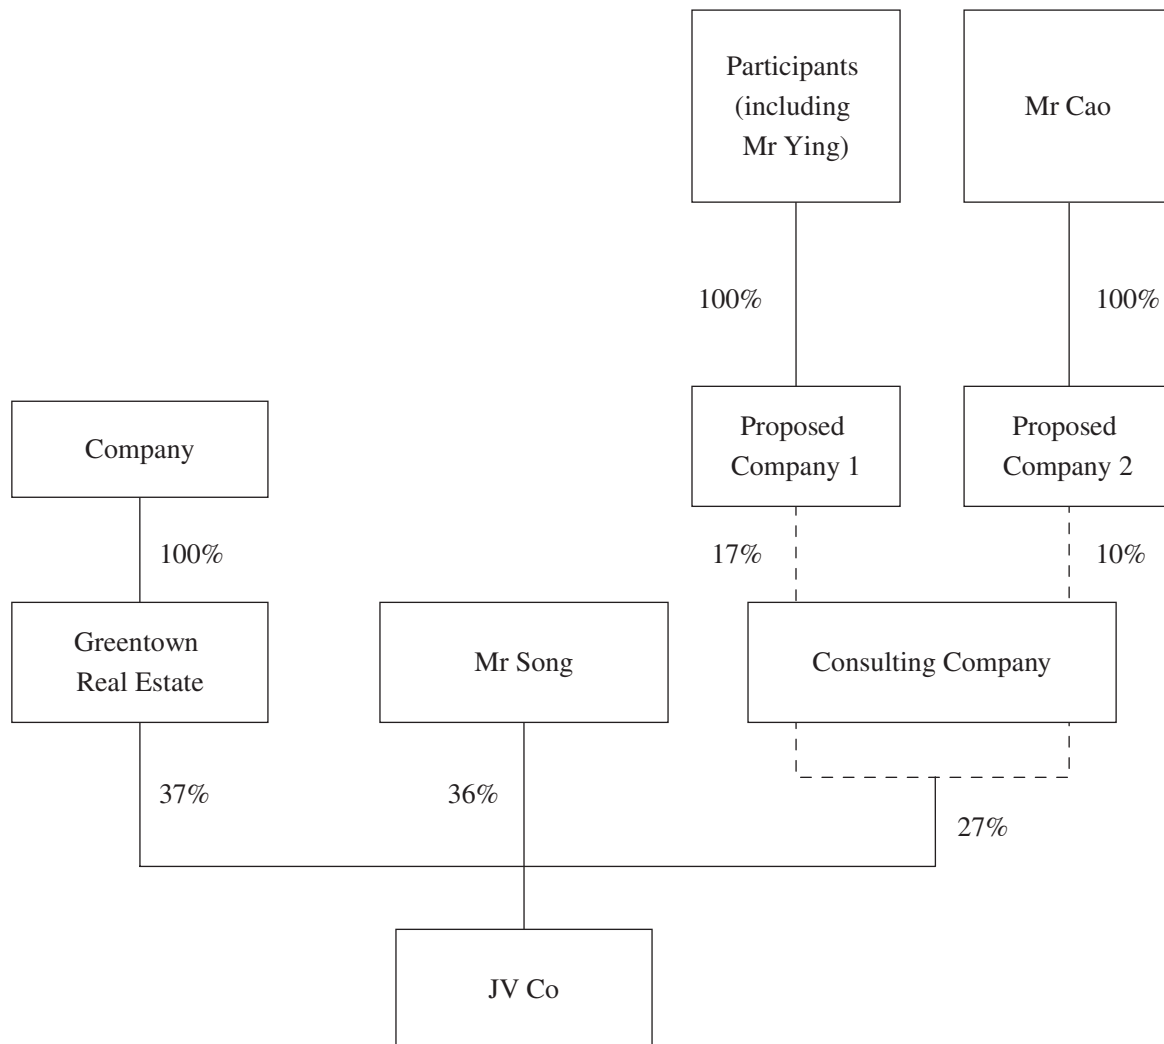 Participants
(including
Mr Ying)
Mr Cao
100%
100%
Company
Proposed
Company 1
Proposed
Company 2
100%
17%
10%
Greentown
Real Estate
Mr Song
Consulting Company
37%
36%
27%
JV Co